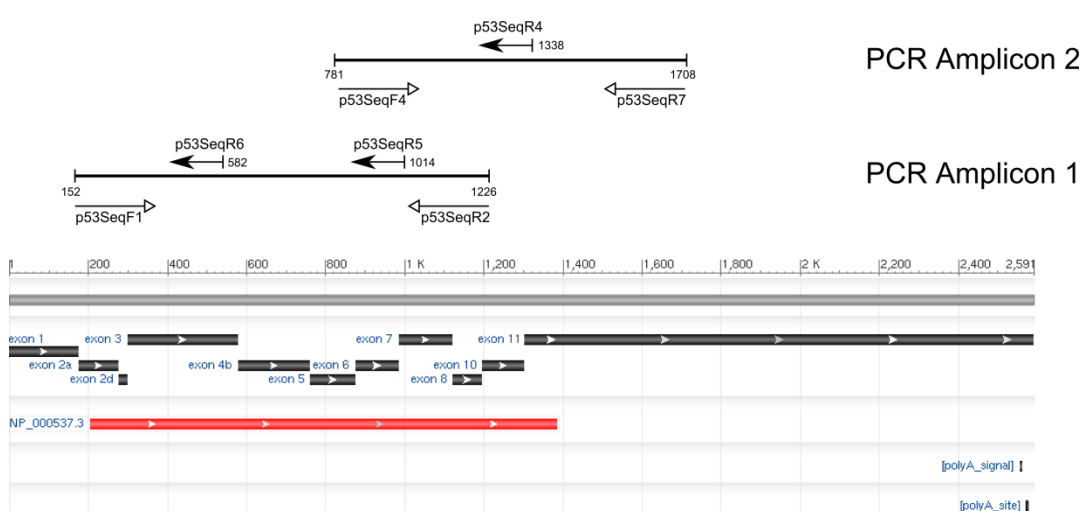 p53SeqR4
1338
PCR Amplicon 2
781
1708
p53SeqF4
p53SeqR7
p53SeqR6
p53SeqR5
582
1014
PCR Amplicon 1
152
1226
p53SeqF1
p53SeqR2
1 200 400 600 800 1 K 1,200 1,400 1,600 1,800 2 K 2,200 2,400 2,591
exon 1 exon 3 exon 7 exon 11
exon 2a exon 4b exon 6 exon 10
exon 2d exon 5 exon 8
NP_000537.3
[polyA_signal]
[polyA_site]